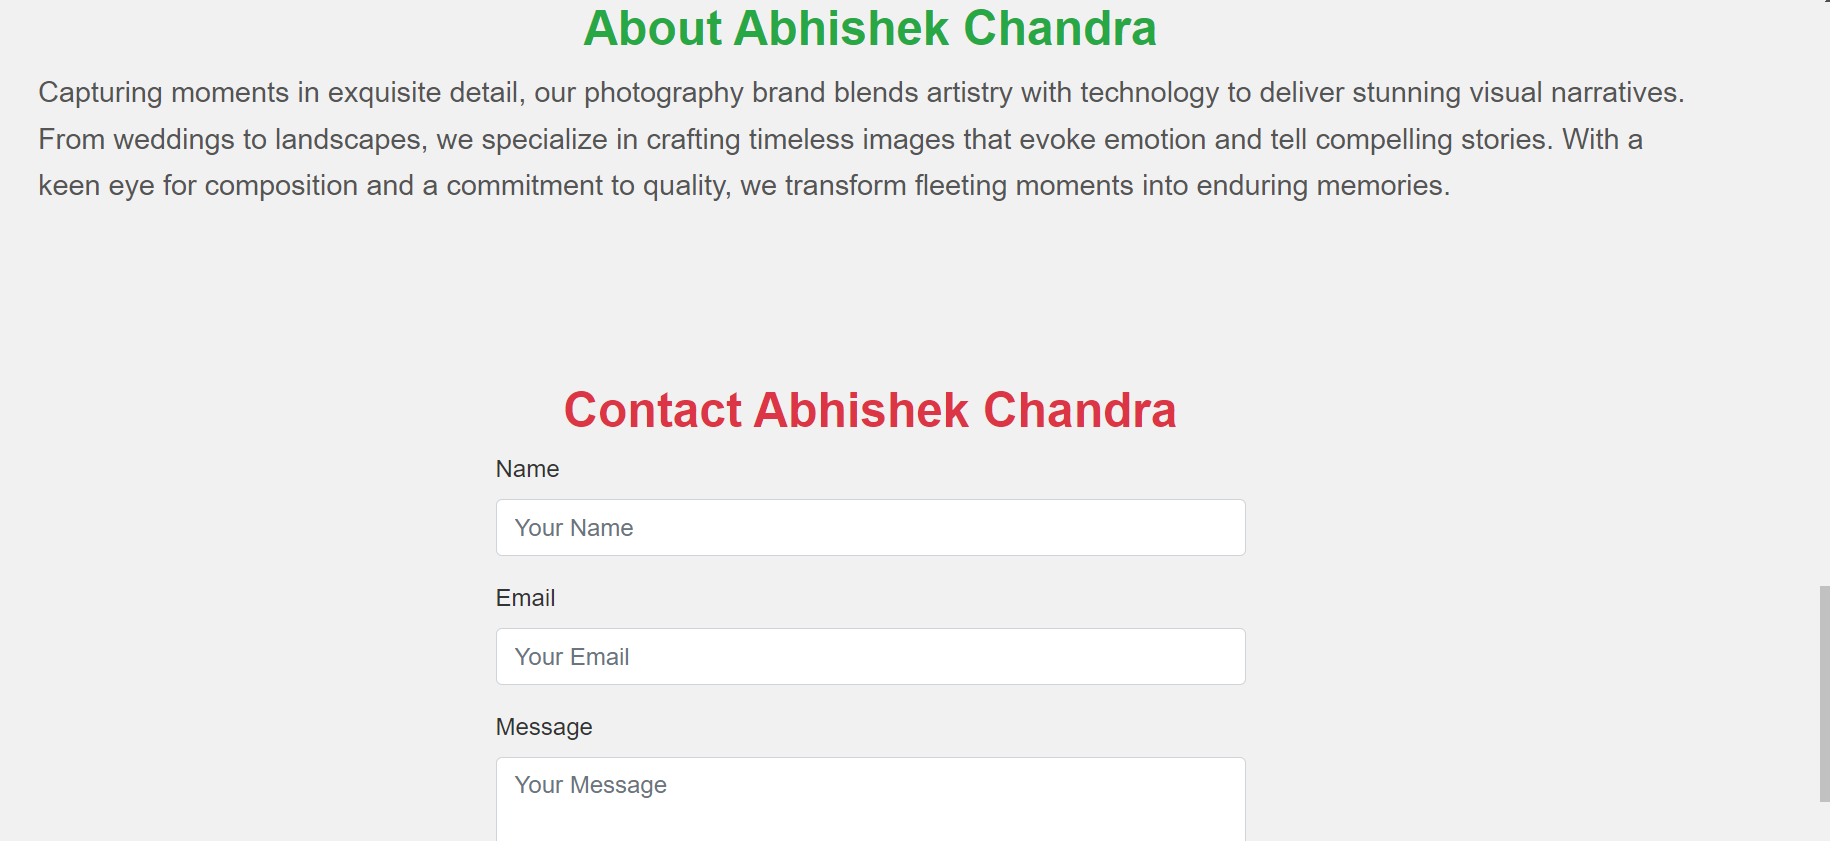 About Abhishek Chandra
Capturing moments in exquisite detail, our photography brand blends artistry with technology to deliver stunning visual narratives.
From weddings to landscapes, we specialize in crafting timeless images that evoke emotion and tell compelling stories. With a
keen eye for composition and a commitment to quality, we transform fleeting moments into enduring memories.
Contact Abhishek Chandra
Name
Your Name
Email
Your Email
Message
Your Message